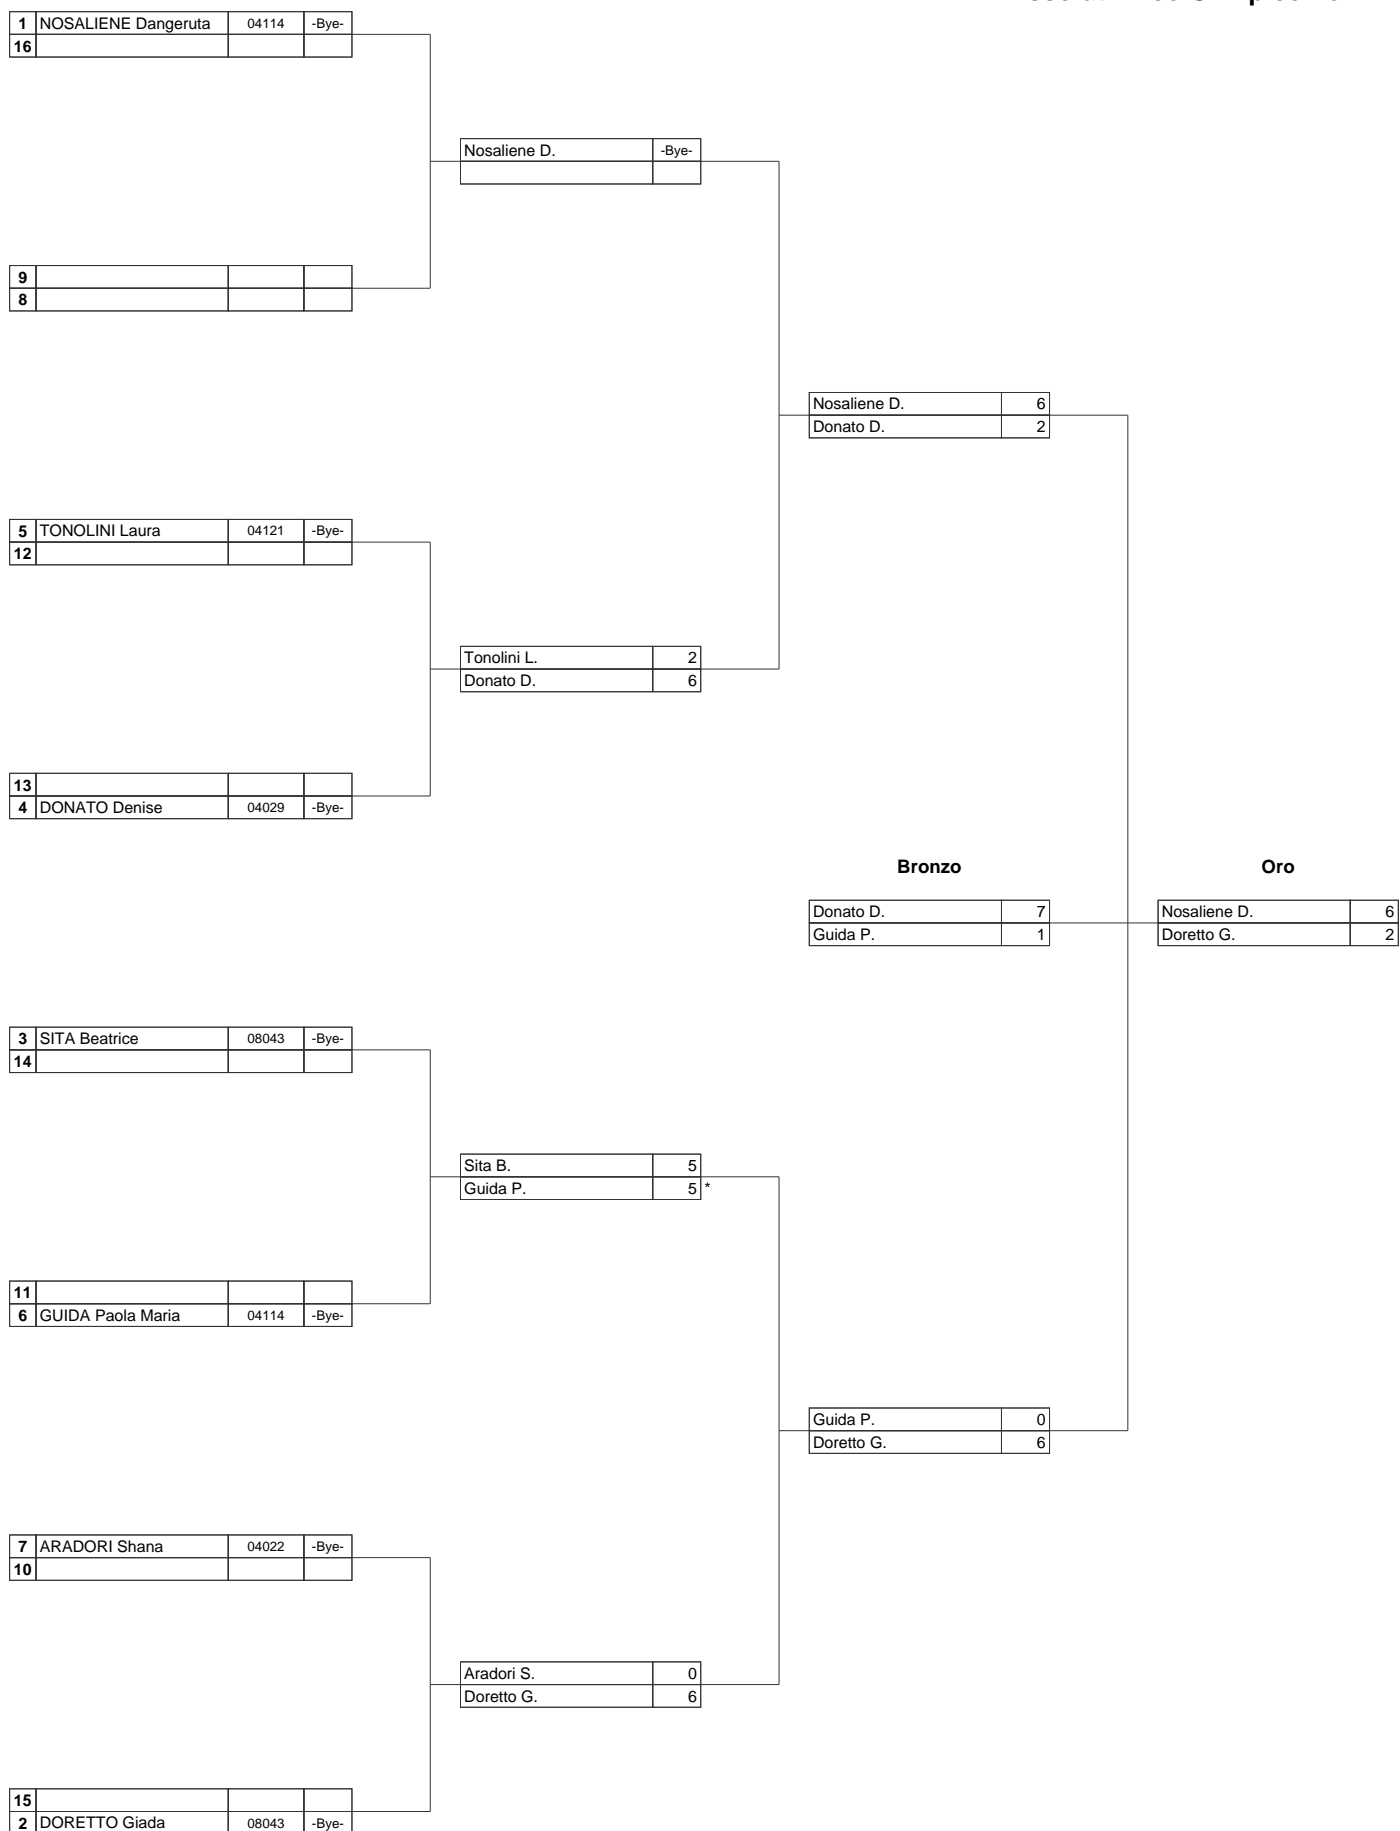 1 NOSALIENE Dangeruta 04114 -Bye-
16
Nosaliene D. -Bye-
9
8
Nosaliene D. 6
Donato D. 2
5 TONOLINI Laura 04121 -Bye-
12
Tonolini L. 2
Donato D. 6
13
4 DONATO Denise 04029 -Bye-
Bronzo Oro
Donato D. 7 Nosaliene D. 6
Guida P. 1 Doretto G. 2
3 SITA Beatrice 08043 -Bye-
14
Sita B. 5
Guida P. 5 *
11
6 GUIDA Paola Maria 04114 -Bye-
Guida P. 0
Doretto G. 6
7 ARADORI Shana 04022 -Bye-
10
Aradori S. 0
Doretto G. 6
15
2 DORETTO Giada 08043 -Bye-